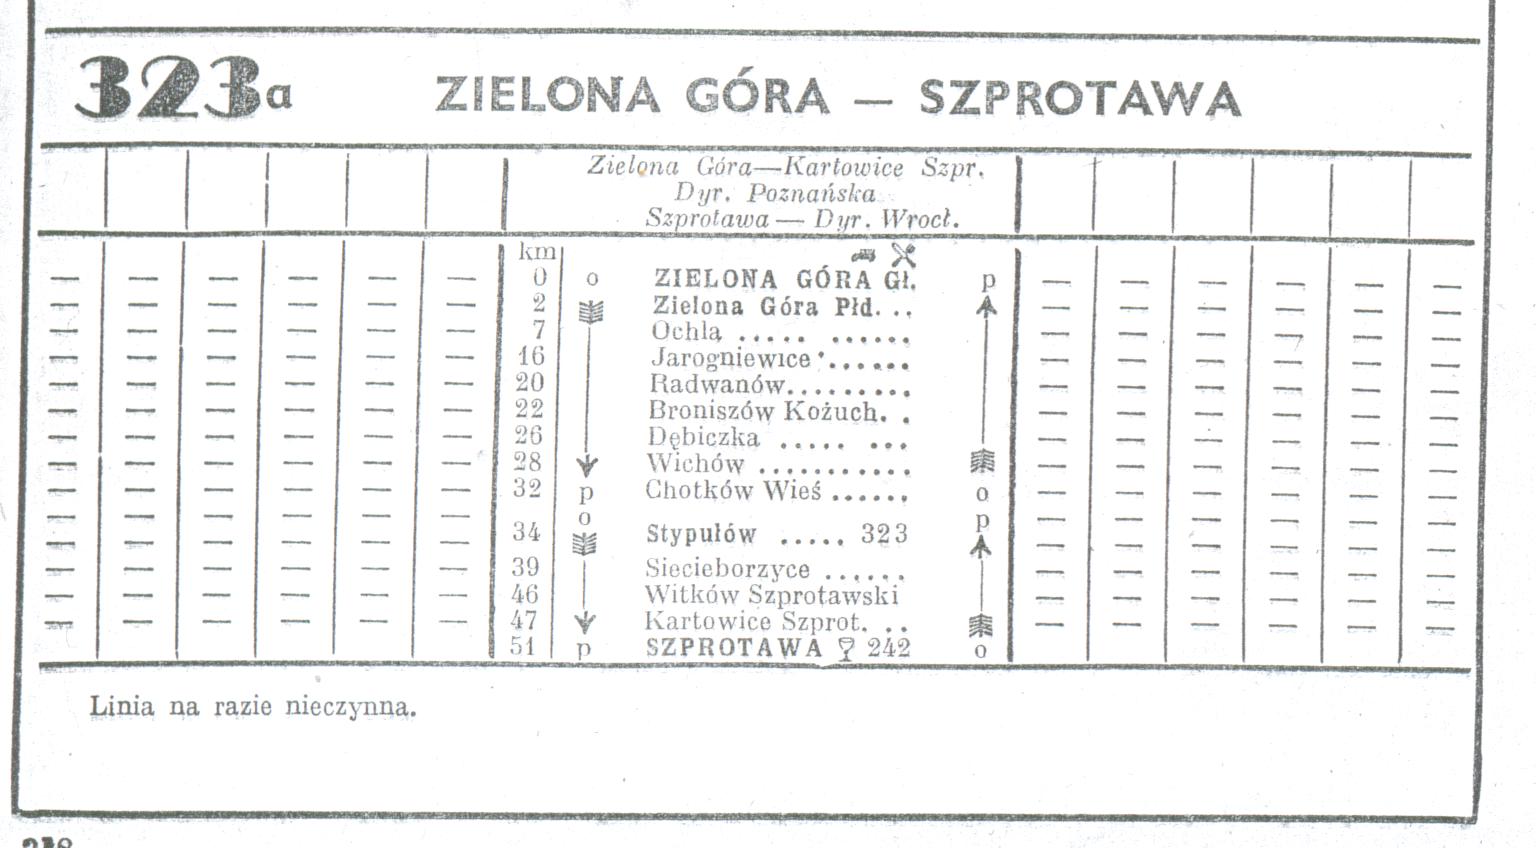 323a ZIELONA GÓRA — SZPROTAWA
Zielona Góra—Kartowice Szpr.
Dyr. Poznańska
Szprotawa — Dyr. Wrocł.
km
0 o ZIELONA GÓRA Gł. p
2 Zielona Góra Płd. ..
7 Ochla ..... ......
16 Jarogniewice ......
20 Radwanów.........
22 Broniszów Kożuch. .
26 Dębiczka ..... ...
28 Wichów ...........
32 p Chotków Wieś ...... o
34 o Stypułów ..... 323 p
39 Siecieborzyce ......
46 Witków Szprotawski
47 Kartowice Szprot. ..
51 p SZPROTAWA 242 o
Linia na razie nieczynna.